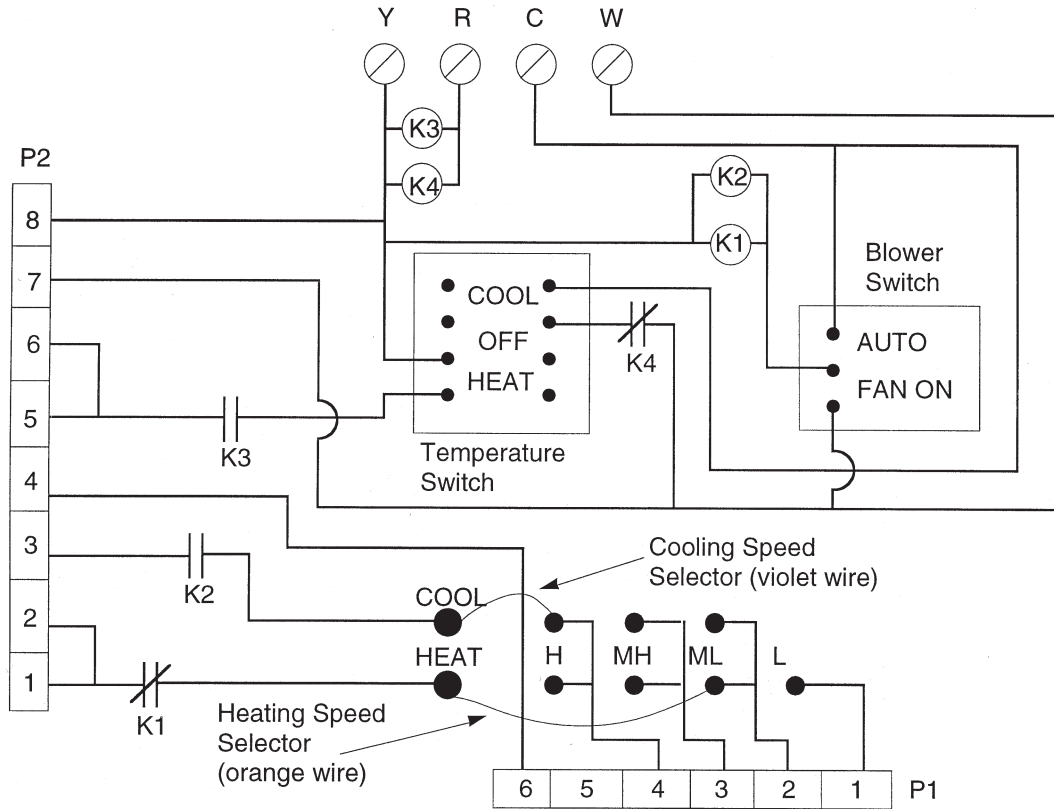 Y R C W
K3
P2
K4
K2
8
K1
Blower
Switch
7
COOL
6
OFF
AUTO
K4
HEAT
FAN ON
5
K3
Temperature
Switch
4
3
Cooling Speed
Selector (violet wire)
K2
COOL
2
HEAT
H MH ML L
1
K1
Heating Speed
Selector
(orange wire)
6 5 4 3 2 1 P1